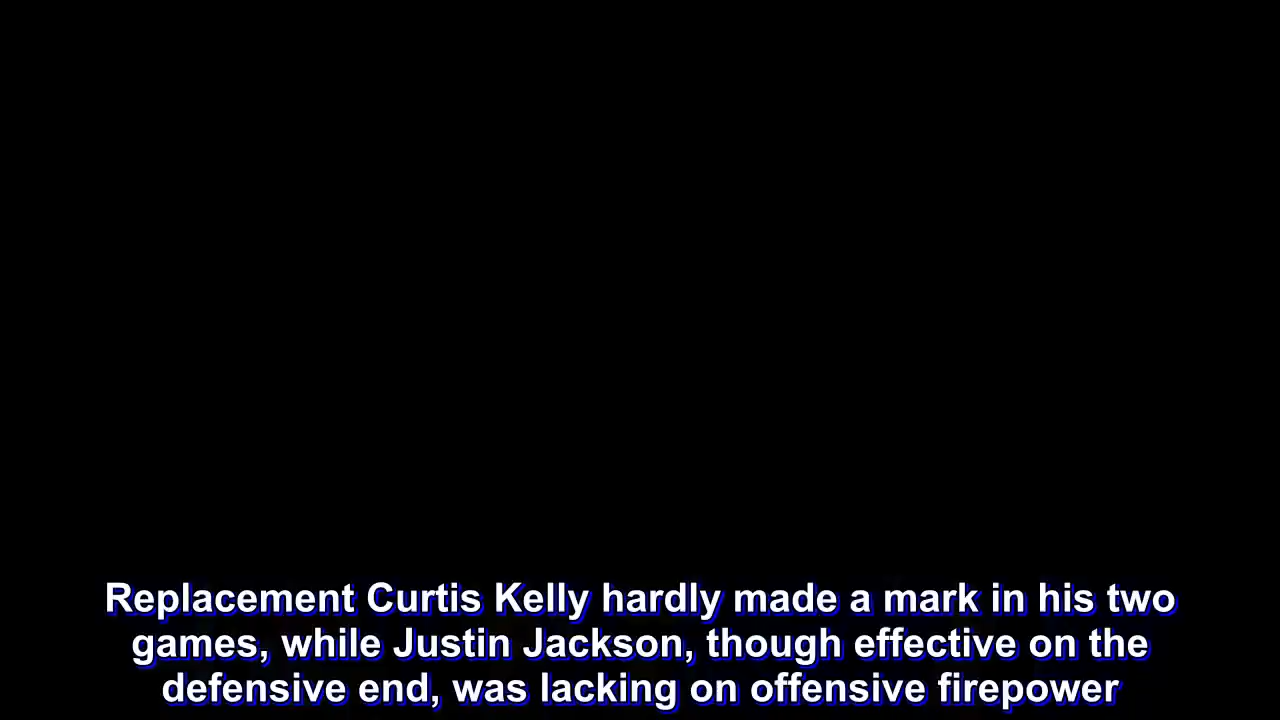 Replacement Curtis Kelly hardly made a mark in his two
games, while Justin Jackson, though effective on the
defensive end, was lacking on offensive firepower